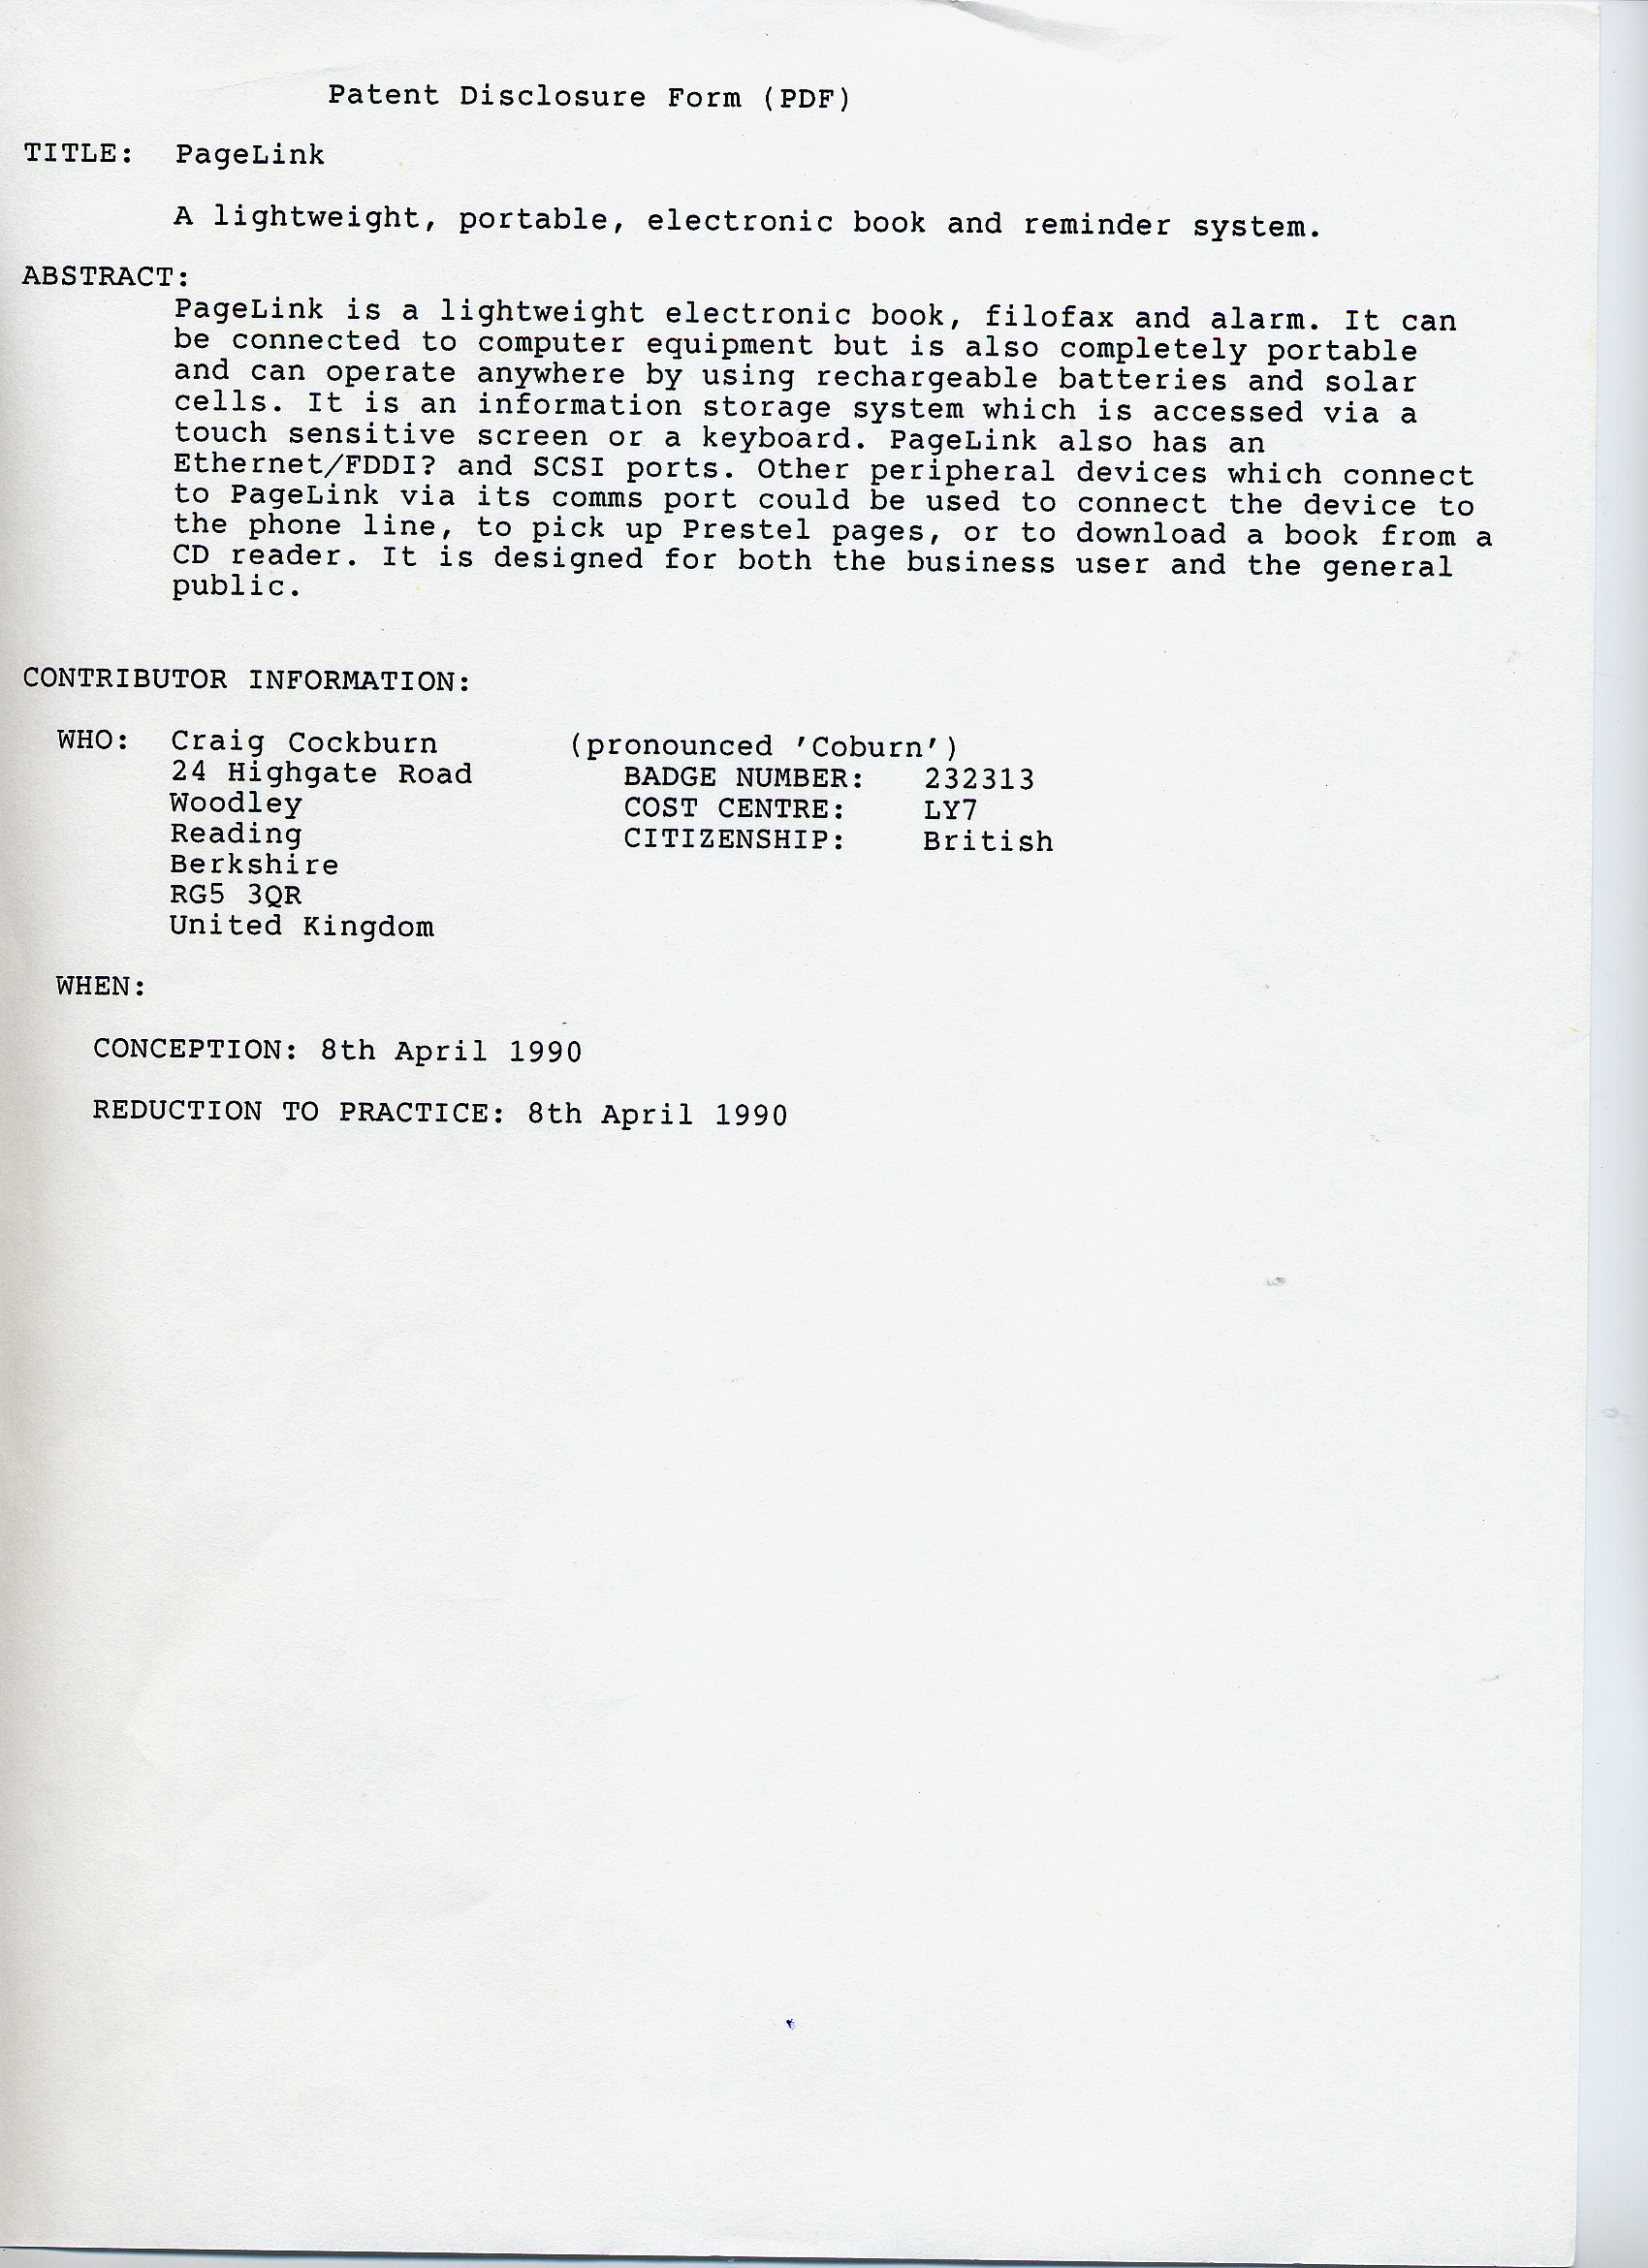 Patent Disclosure Form (PDF)
TITLE: PageLink
A lightweight, portable, electronic book and reminder system.
ABSTRACT:
PageLink is a lightweight electronic book, filofax and alarm. It can
be connected to computer equipment but is also completely portable
and can operate anywhere by using rechargeable batteries and solar
cells. It is an information storage system which is accessed via a
touch sensitive screen or a keyboard. PageLink also has an
Ethernet/FDDI? and SCSI ports. Other peripheral devices which connect
to PageLink via its comms port could be used to connect the device to
the phone line, to pick up Prestel pages, or to download a book from a
CD reader. It is designed for both the business user and the general
public.
CONTRIBUTOR INFORMATION:
WHO: Craig Cockburn (pronounced 'Coburn')
24 Highgate Road BADGE NUMBER: 232313
Woodley COST CENTRE: LY7
Reading CITIZENSHIP: British
Berkshire
RG5 3QR
United Kingdom
WHEN:
CONCEPTION: 8th April 1990
REDUCTION TO PRACTICE: 8th April 1990